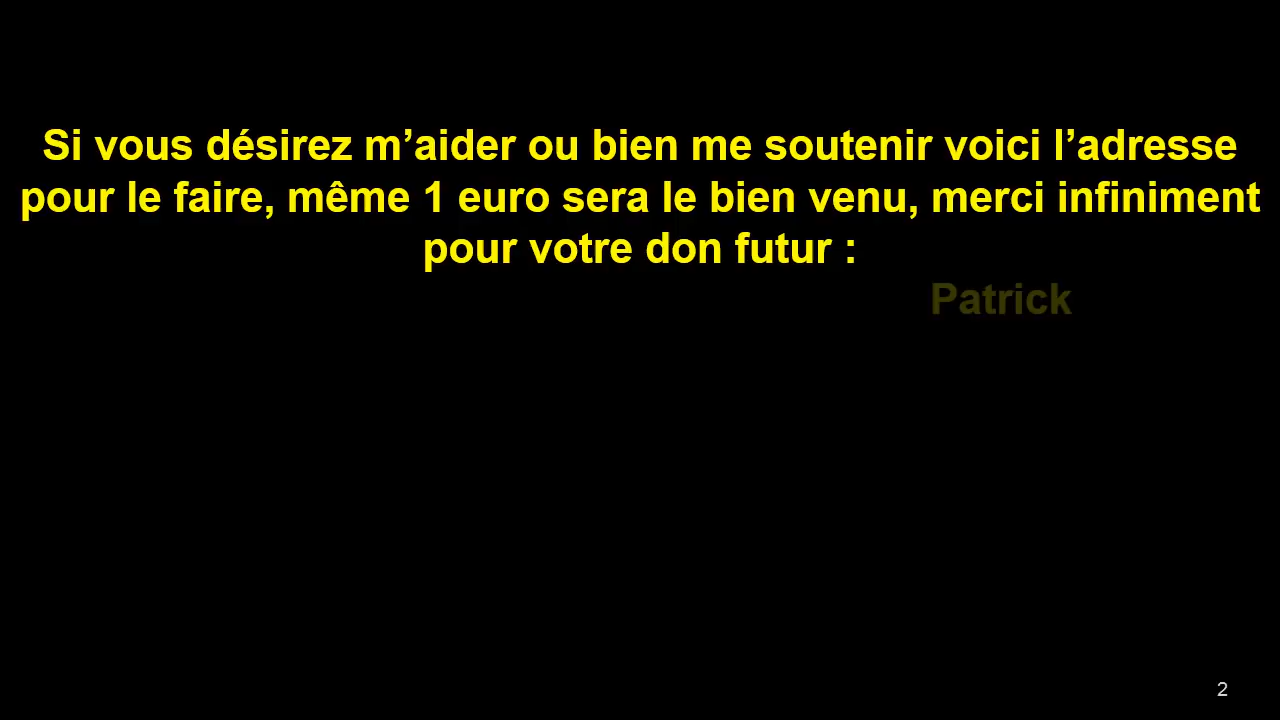 Si vous désirez m’aider ou bien me soutenir voici l’adresse
pour le faire, même 1 euro sera le bien venu, merci infiniment
pour votre don futur :
Patrick
2